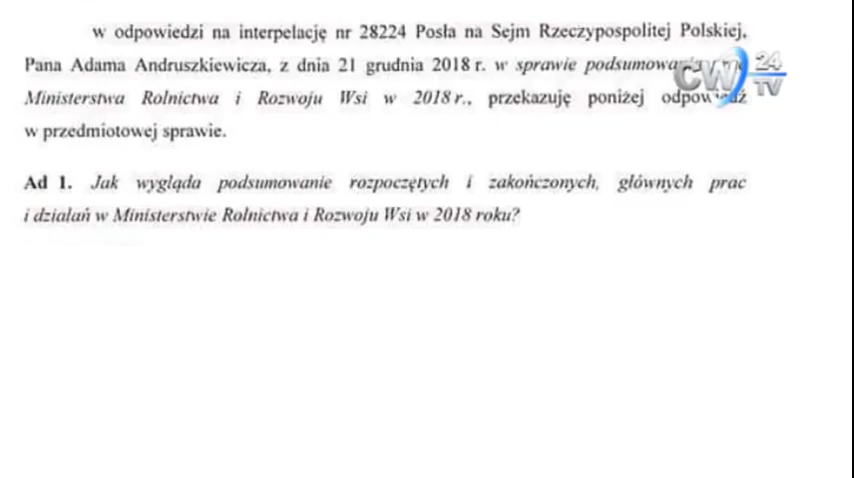 w odpowiedzi na interpelację nr 28224 Posła na Sejm Rzeczypospolitej Polskiej,
Pana Adama Andruszkiewicza, z dnia 21 grudnia 2018 r. w sprawie
Ministerstwa Rolnictwa i Rozwoju Wsi w 2018 r., przekazuję poniżej odpowiedź
w przedmiotowej sprawie.
Ad 1. Jak wygląda podsumowanie rozpoczętych i zakończonych, głównych prac
i działań w Ministerstwie Rolnictwa i Rozwoju Wsi w 2018 roku?
CW 24
TV